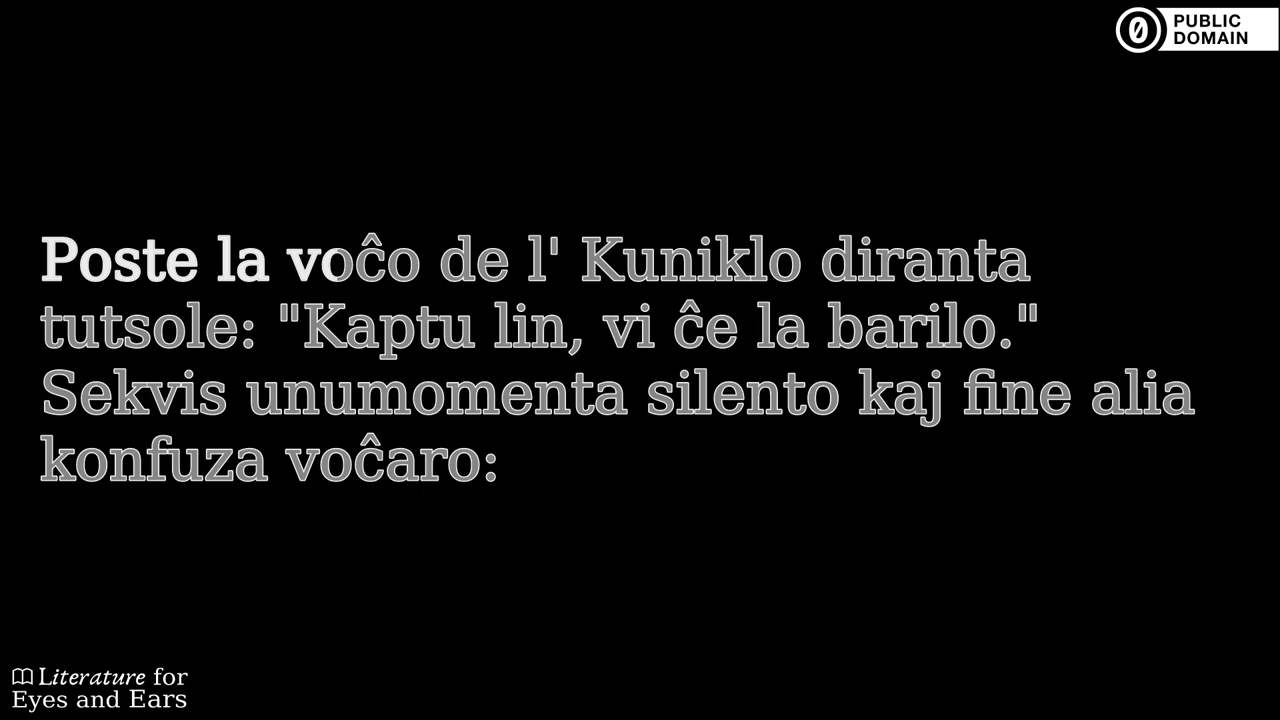 PUBLIC
DOMAIN
Poste la voĉo de l' Kuniklo diranta
tutsole: "Kaptu lin, vi ĉe la barilo."
Sekvis unumomenta silento kaj fine alia
konfuza voĉaro:
Literature for
Eyes and Ears